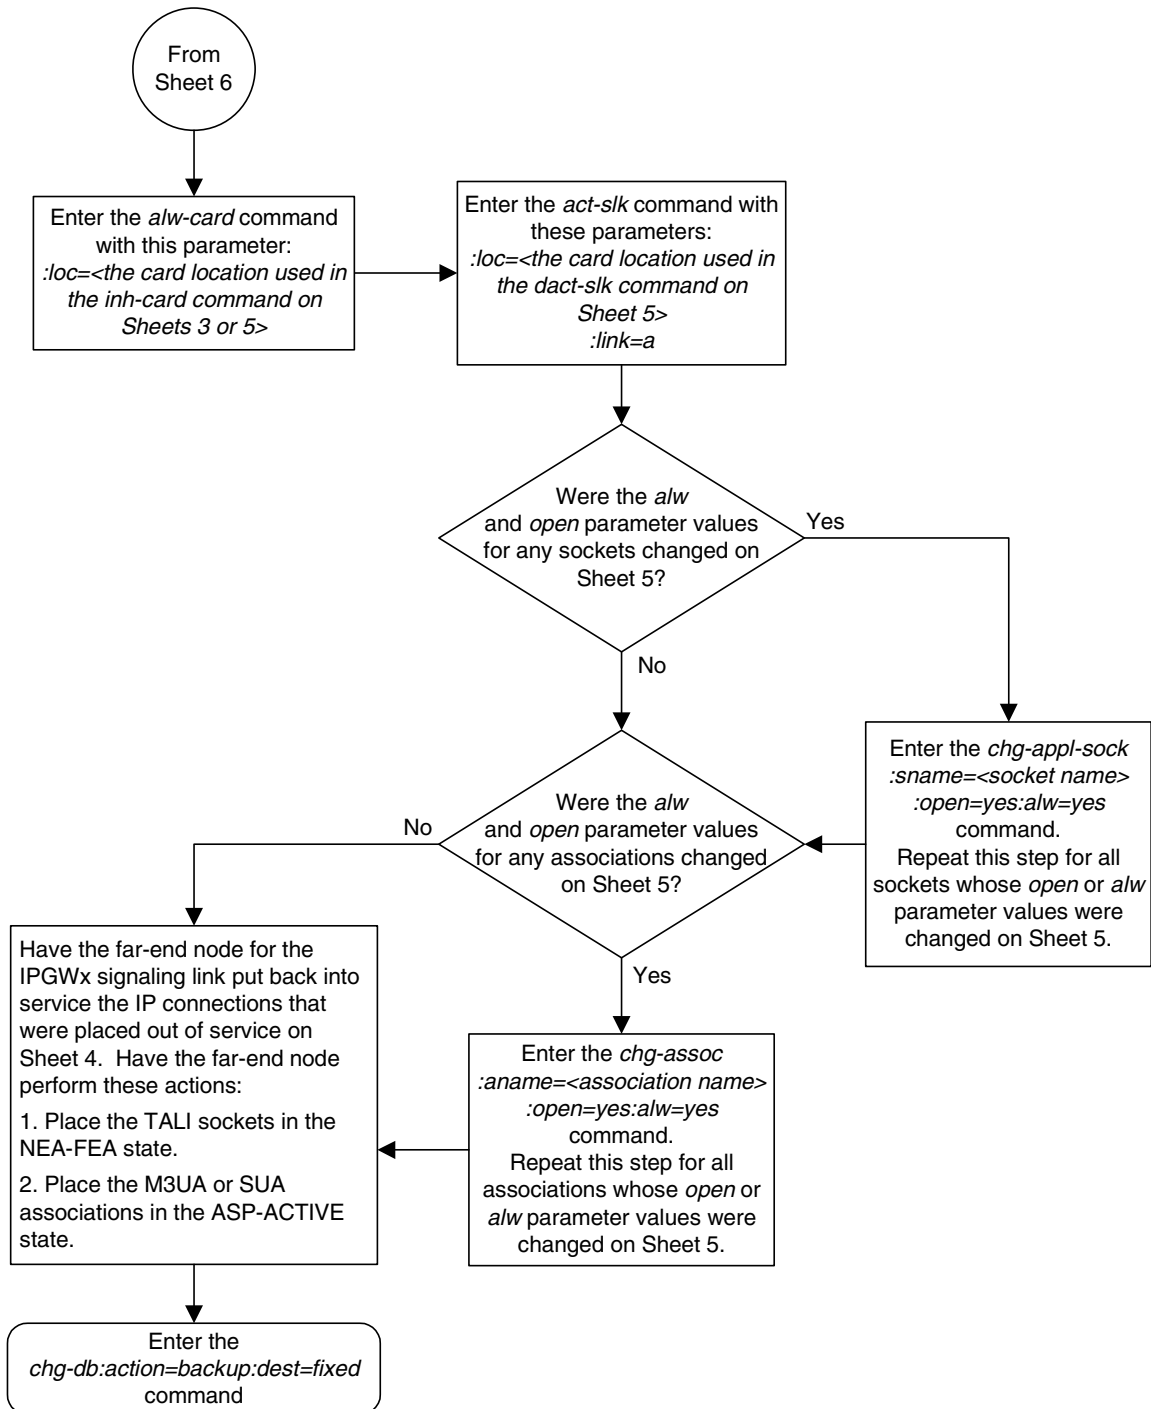 From
Sheet 6
Enter the alw-card command
with this parameter:
:loc=<the card location used in
the inh-card command on
Sheets 3 or 5>
Enter the act-slk command with
these parameters:
:loc=<the card location used in
the dact-slk command on
Sheet 5>
:link=a
Were the alw
and open parameter values
for any sockets changed on
Sheet 5?
Yes
No
Enter the chg-appl-sock
:sname=<socket name>
:open=yes:alw=yes
command.
Repeat this step for all
sockets whose open or alw
parameter values were
changed on Sheet 5.
Were the alw
and open parameter values
for any associations changed
on Sheet 5?
No
Yes
Enter the chg-assoc
:aname=<association name>
:open=yes:alw=yes
command.
Repeat this step for all
associations whose open or
alw parameter values were
changed on Sheet 5.
Have the far-end node for the
IPGWx signaling link put back into
service the IP connections that
were placed out of service on
Sheet 4.  Have the far-end node
perform these actions:
1. Place the TALI sockets in the
NEA-FEA state.
2. Place the M3UA or SUA
associations in the ASP-ACTIVE
state.
Enter the
chg-db:action=backup:dest=fixed
command